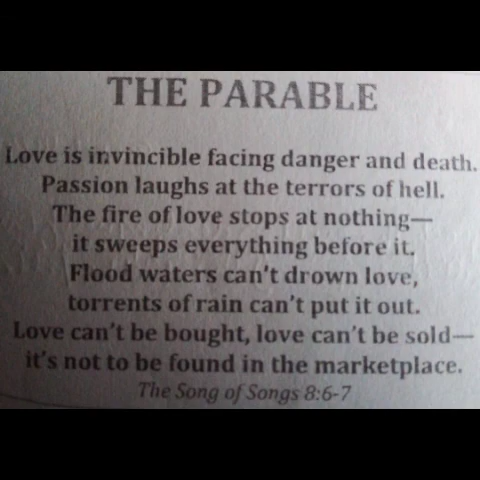 THE PARABLE
Love is invincible facing danger and death.
Passion laughs at the terrors of hell.
The fire of love stops at nothing—
it sweeps everything before it.
Flood waters can't drown love,
torrents of rain can't put it out.
Love can't be bought, love can't be sold—
it's not to be found in the marketplace.
The Song of Songs 8:6-7